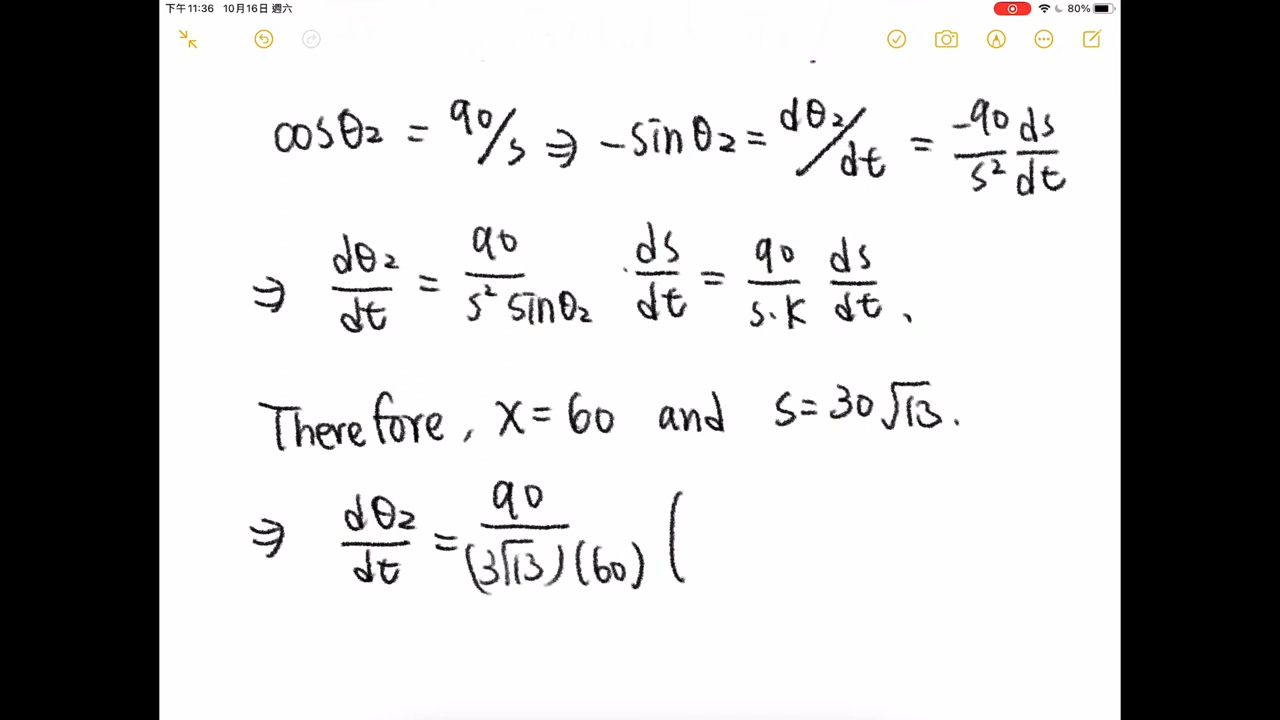 下午11:36 10月16日 週六 80%
cosθ₂ = 90/s ⇒ -sinθ₂ = dθ₂/dt = -90/s² ds/dt
⇒ dθ₂/dt = 90/(s² sinθ₂) · ds/dt = 90/(s·K) ds/dt .
Therefore, x = 60 and s = 30√13.
⇒ dθ₂/dt = 90/((3√13)(60)) (